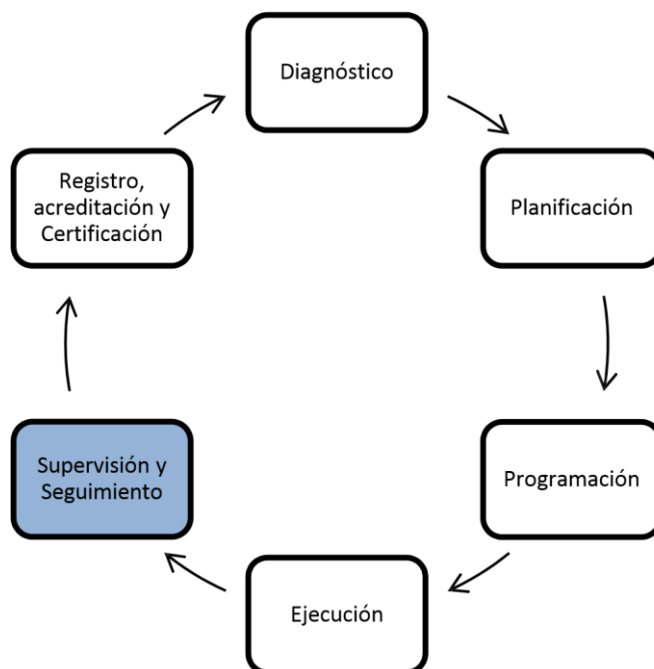 Diagnóstico
Planificación
Programación
Ejecución
Supervisión y
Seguimiento
Registro,
acreditación y
Certificación